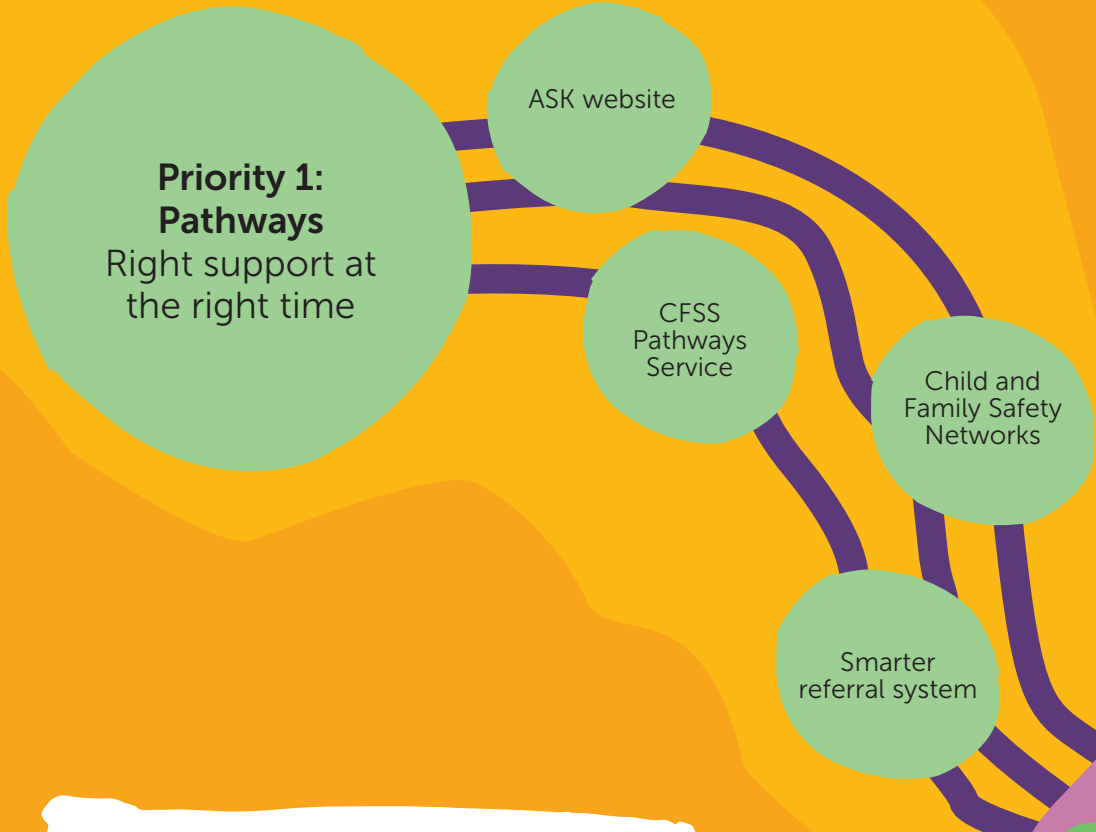 Priority 1:
Pathways
Right support at
the right time
ASK website
CFSS
Pathways
Service
Child and
Family Safety
Networks
Smarter
referral system